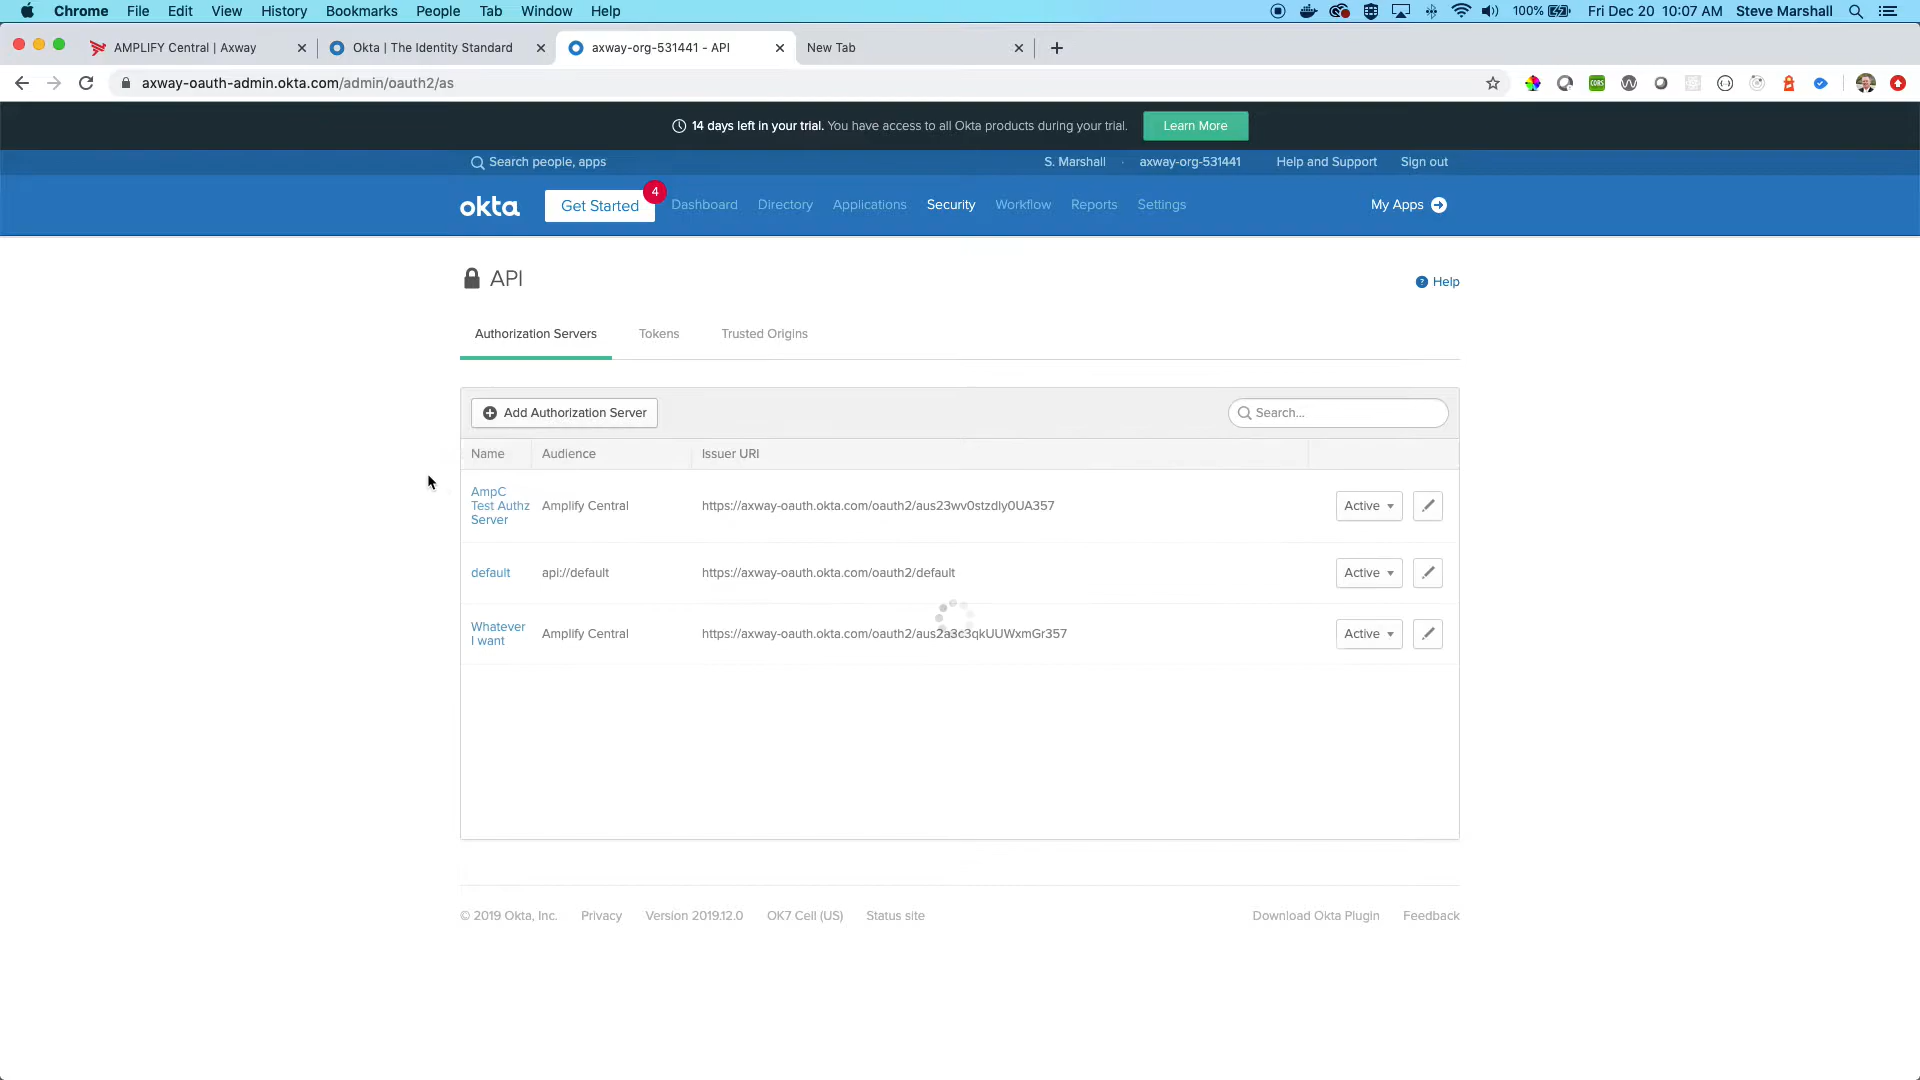 Chrome File Edit View History Bookmarks People Tab Window Help 100% Fri Dec 20 10:07 AM Steve Marshall
AMPLIFY Central | Axway
Okta | The Identity Standard
axway-org-531441 - API
New Tab
axway-oauth-admin.okta.com/admin/oauth2/as
CORS
14 days left in your trial. You have access to all Okta products during your trial. Learn More
Search people, apps S. Marshall · axway-org-531441 Help and Support Sign out
okta Get Started 4 Dashboard Directory Applications Security Workflow Reports Settings My Apps
API
Help
Authorization Servers Tokens Trusted Origins
Add Authorization Server Search...
Name Audience Issuer URI
AmpC
Test Authz
Server
Amplify Central https://axway-oauth.okta.com/oauth2/aus23wv0stzdly0UA357 Active
default api://default https://axway-oauth.okta.com/oauth2/default Active
Whatever
I want
Amplify Central https://axway-oauth.okta.com/oauth2/aus2a3c3qkUUWxmGr357 Active
© 2019 Okta, Inc. Privacy Version 2019.12.0 OK7 Cell (US) Status site Download Okta Plugin Feedback